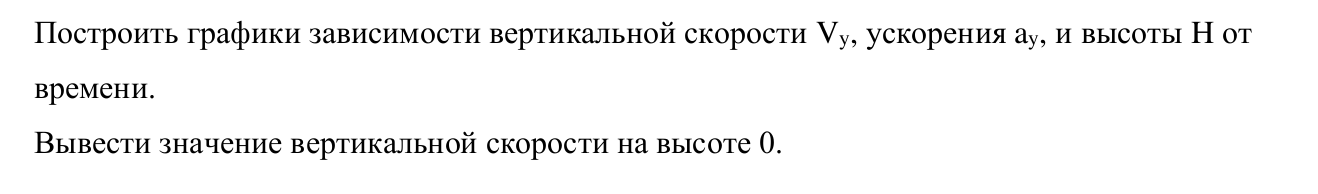 Построить графики зависимости вертикальной скорости Vy, ускорения ay, и высоты H от
времени.
Вывести значение вертикальной скорости на высоте 0.